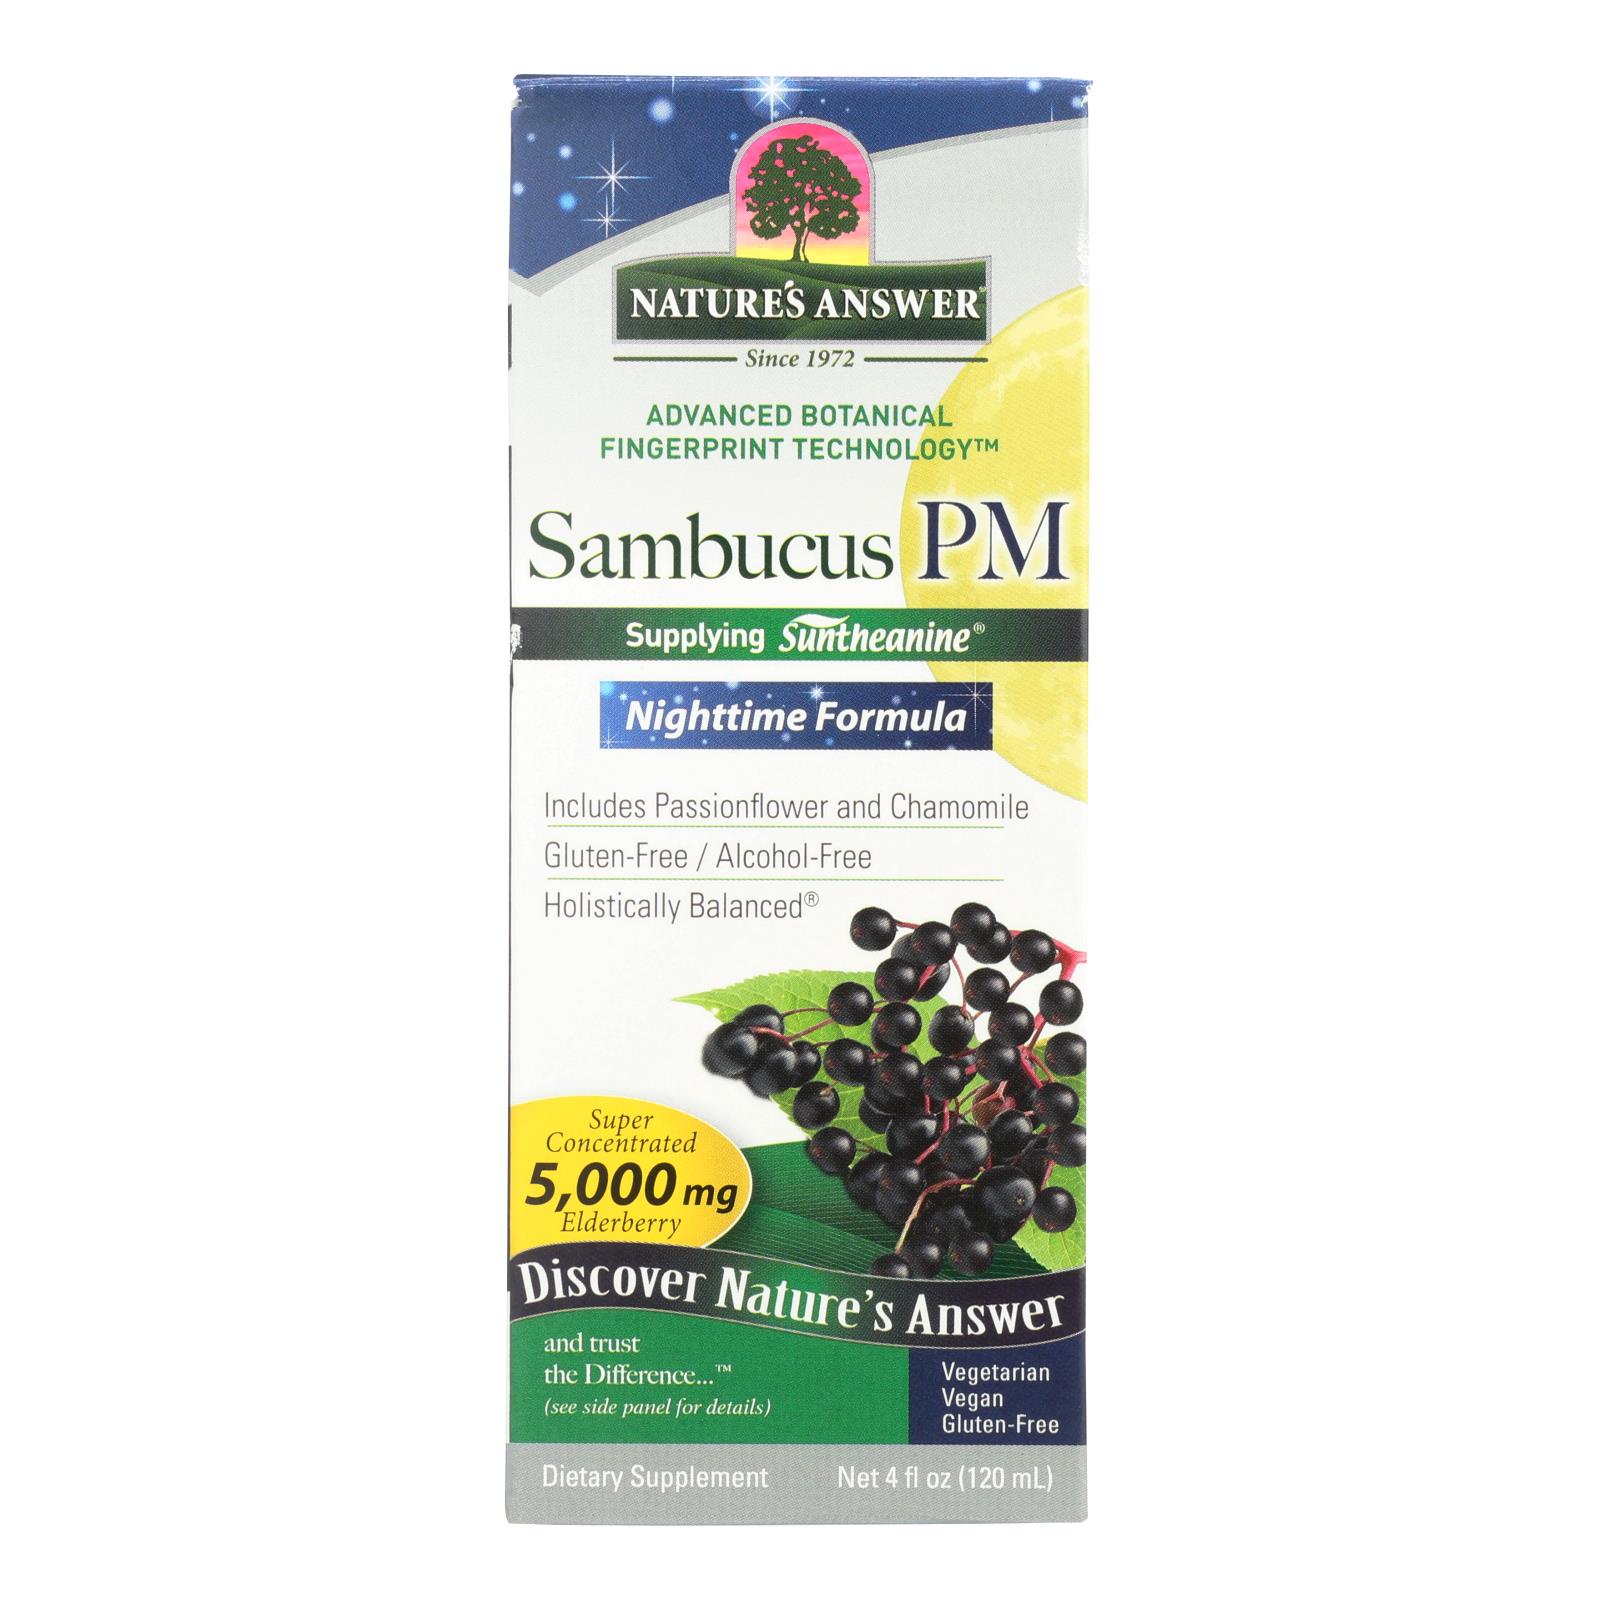 NATURE'S ANSWER™
Since 1972
ADVANCED BOTANICAL
FINGERPRINT TECHNOLOGY™
Sambucus PM
Supplying Suntheanine®
Nighttime Formula
Includes Passionflower and Chamomile
Gluten-Free / Alcohol-Free
Holistically Balanced®
Super
Concentrated
5,000 mg
Elderberry
Discover Nature's Answer
and trust
the Difference...™
(see side panel for details)
Vegetarian
Vegan
Gluten-Free
Dietary Supplement Net 4 fl oz (120 mL)